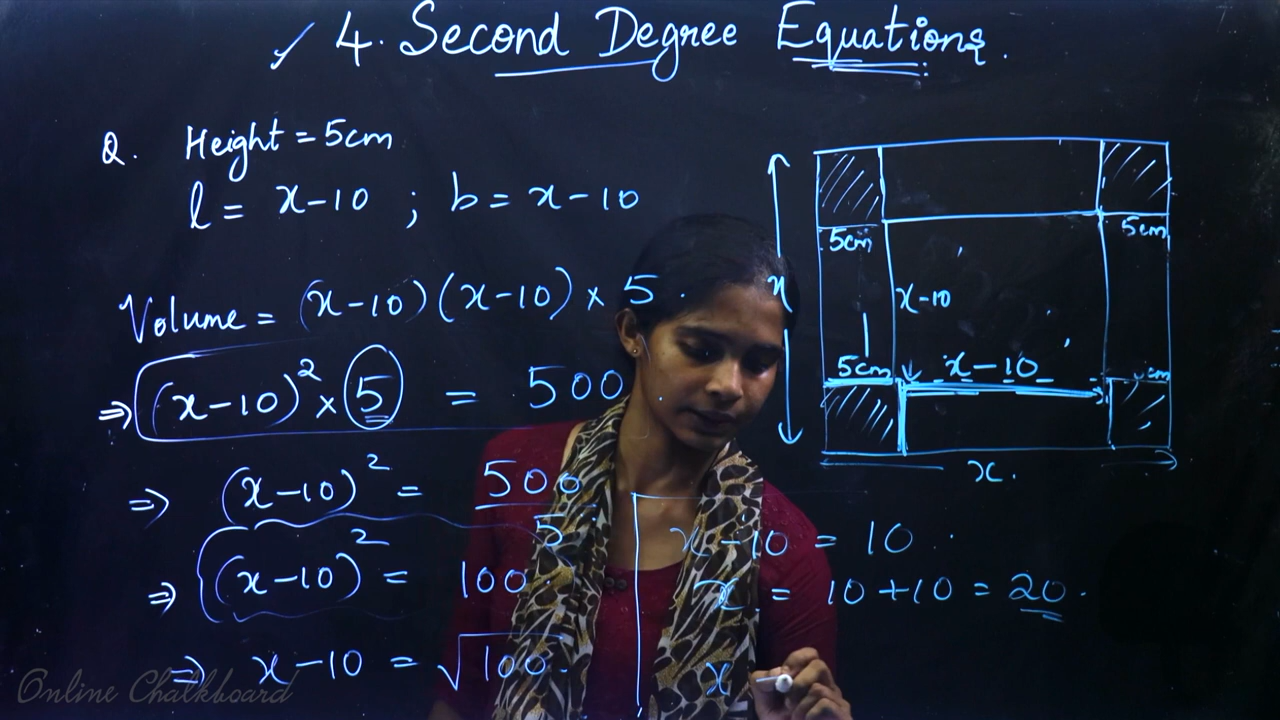 ✓ 4. Second Degree Equations.
Q. Height = 5cm
l = x-10 ; b = x-10
Volume = (x-10)(x-10) × 5.
⇒ (x-10)² × 5 = 500
⇒ (x-10)² = 500/5
⇒ (x-10)² = 100
⇒ x-10 = √100
x-10 = 10.
x = 10+10 = 20.
x
5cm
5cm
x
x-10
5cm
x-10
cm
x.
Online Chalkboard